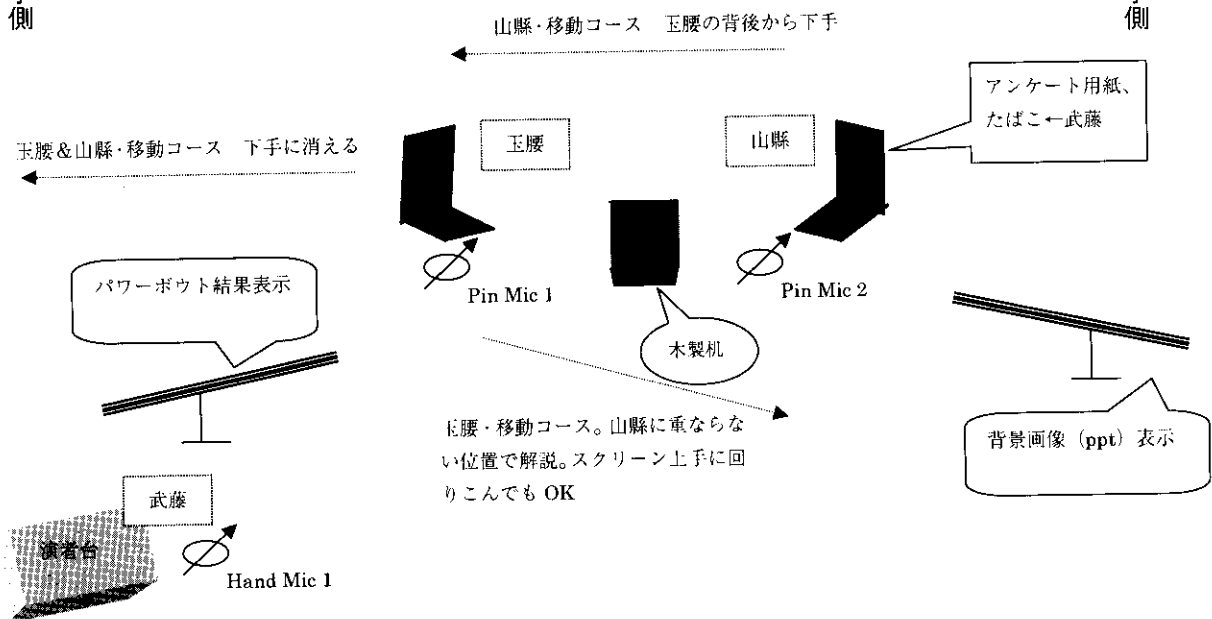 側
側
山縣・移動コース　玉腰の背後から下手
アンケート用紙、
たばこ←武藤
玉腰＆山縣・移動コース　下手に消える
玉腰
山縣
パワーボウト結果表示
Pin Mic 1
Pin Mic 2
木製机
玉腰・移動コース。山縣に重ならな
い位置で解説。スクリーン上手に回
りこんでも OK
背景画像（ppt）表示
武藤
演者台
Hand Mic 1